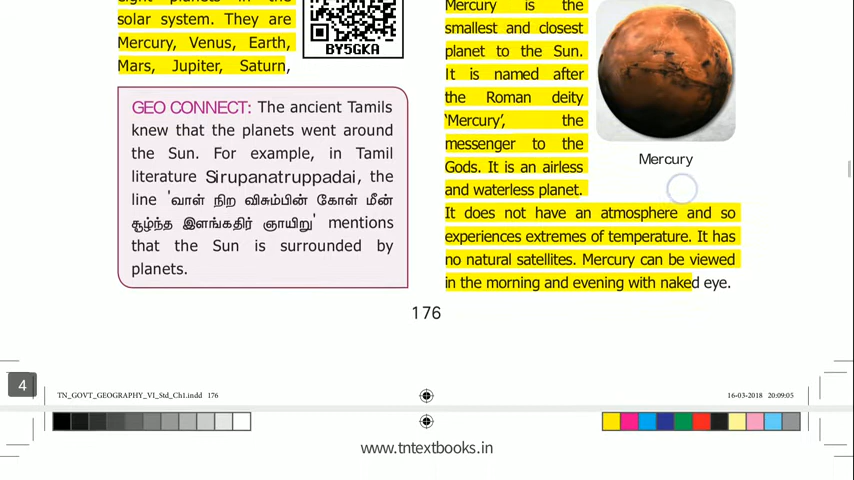 solar system. They are
Mercury, Venus, Earth,
Mars, Jupiter, Saturn,
BY5GKA
GEO CONNECT: The ancient Tamils
knew that the planets went around
the Sun. For example, in Tamil
literature Sirupanatruppadai, the
line 'வாள் நிற விசும்பின் கோள் மீன்
சூழ்ந்த இளங்கதிர் ஞாயிறு' mentions
that the Sun is surrounded by
planets.
Mercury is the
smallest and closest
planet to the Sun.
It is named after
the Roman deity
‘Mercury’, the
messenger to the
Gods. It is an airless
and waterless planet.
Mercury
It does not have an atmosphere and so
experiences extremes of temperature. It has
no natural satellites. Mercury can be viewed
in the morning and evening with naked eye.
176
4
TN_GOVT_GEOGRAPHY_VI_Std_Ch1.indd 176
16-03-2018 20:09:05
www.tntextbooks.in